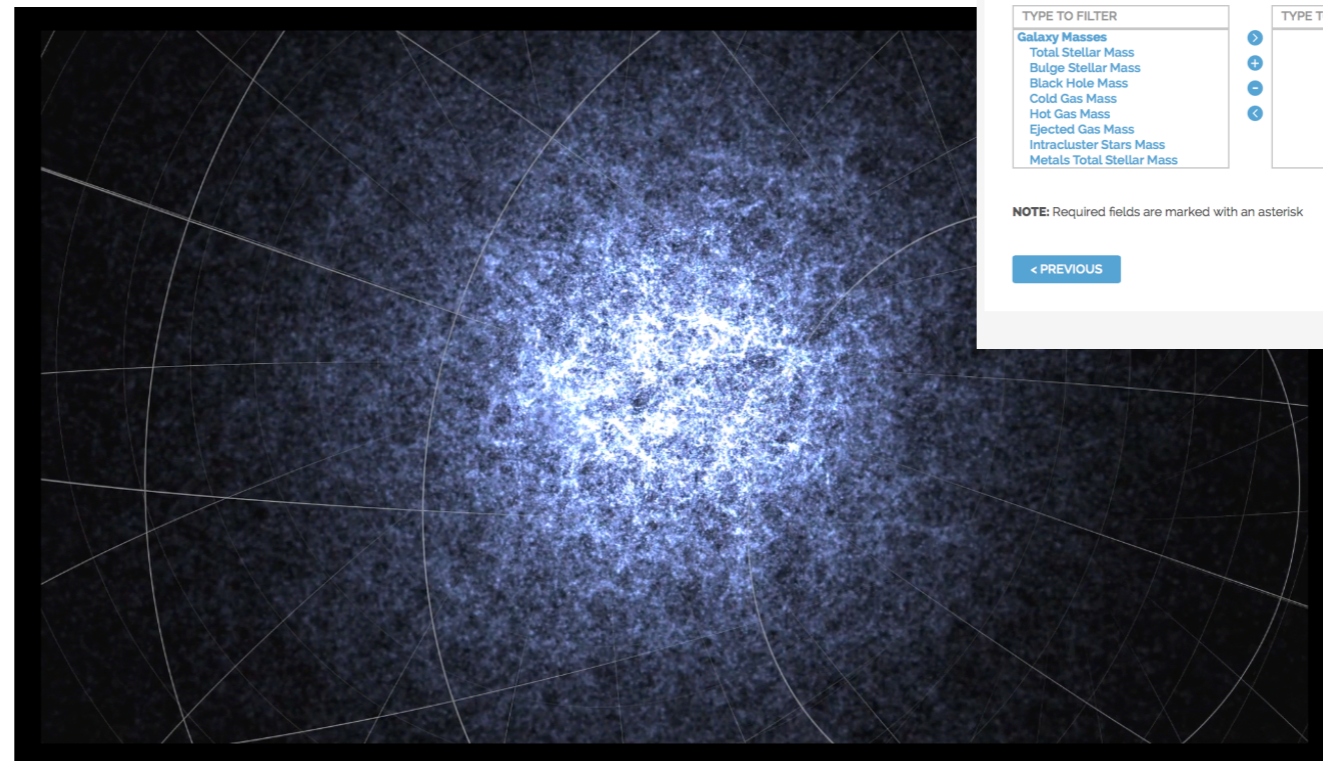 TYPE TO FILTER
TYPE T
Galaxy Masses
Total Stellar Mass
Bulge Stellar Mass
Black Hole Mass
Cold Gas Mass
Hot Gas Mass
Ejected Gas Mass
Intracluster Stars Mass
Metals Total Stellar Mass
NOTE: Required fields are marked with an asterisk
< PREVIOUS